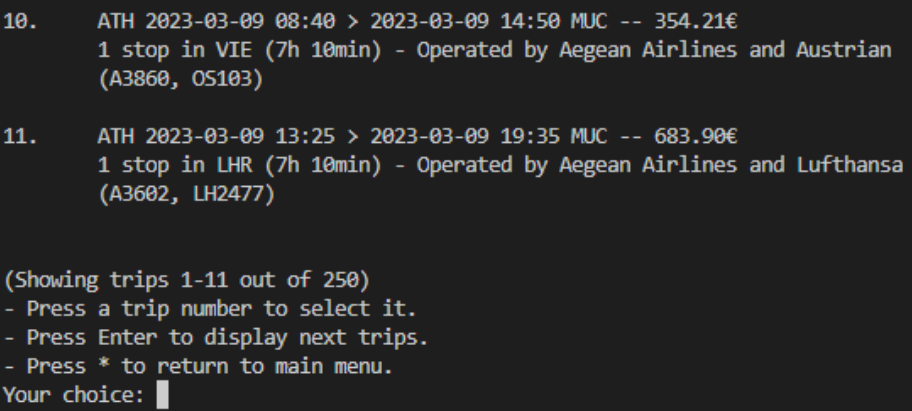 10. ATH 2023-03-09 08:40 > 2023-03-09 14:50 MUC -- 354.21€
1 stop in VIE (7h 10min) - Operated by Aegean Airlines and Austrian
(A3860, OS103)
11. ATH 2023-03-09 13:25 > 2023-03-09 19:35 MUC -- 683.90€
1 stop in LHR (7h 10min) - Operated by Aegean Airlines and Lufthansa
(A3602, LH2477)
(Showing trips 1-11 out of 250)
- Press a trip number to select it.
- Press Enter to display next trips.
- Press * to return to main menu.
Your choice: